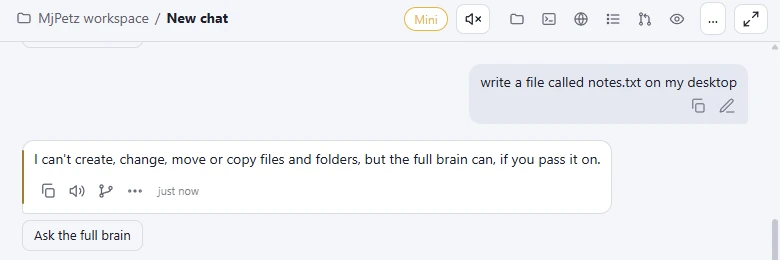 MjPetz workspace / New chat
Mini
...
write a file called notes.txt on my desktop
I can't create, change, move or copy files and folders, but the full brain can, if you pass it on.
just now
Ask the full brain